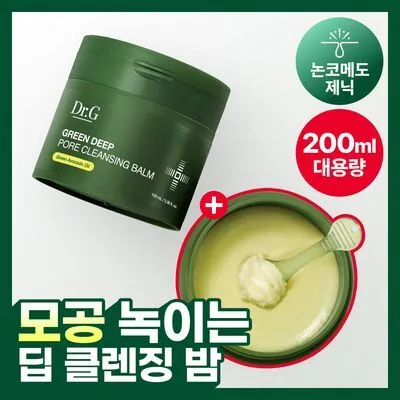 논코메도
제닉
200ml
대용량
Dr.G
GREEN DEEP
PORE CLEANSING BALM
Green Avocado Oil
모공 녹이는
딥 클렌징 밤